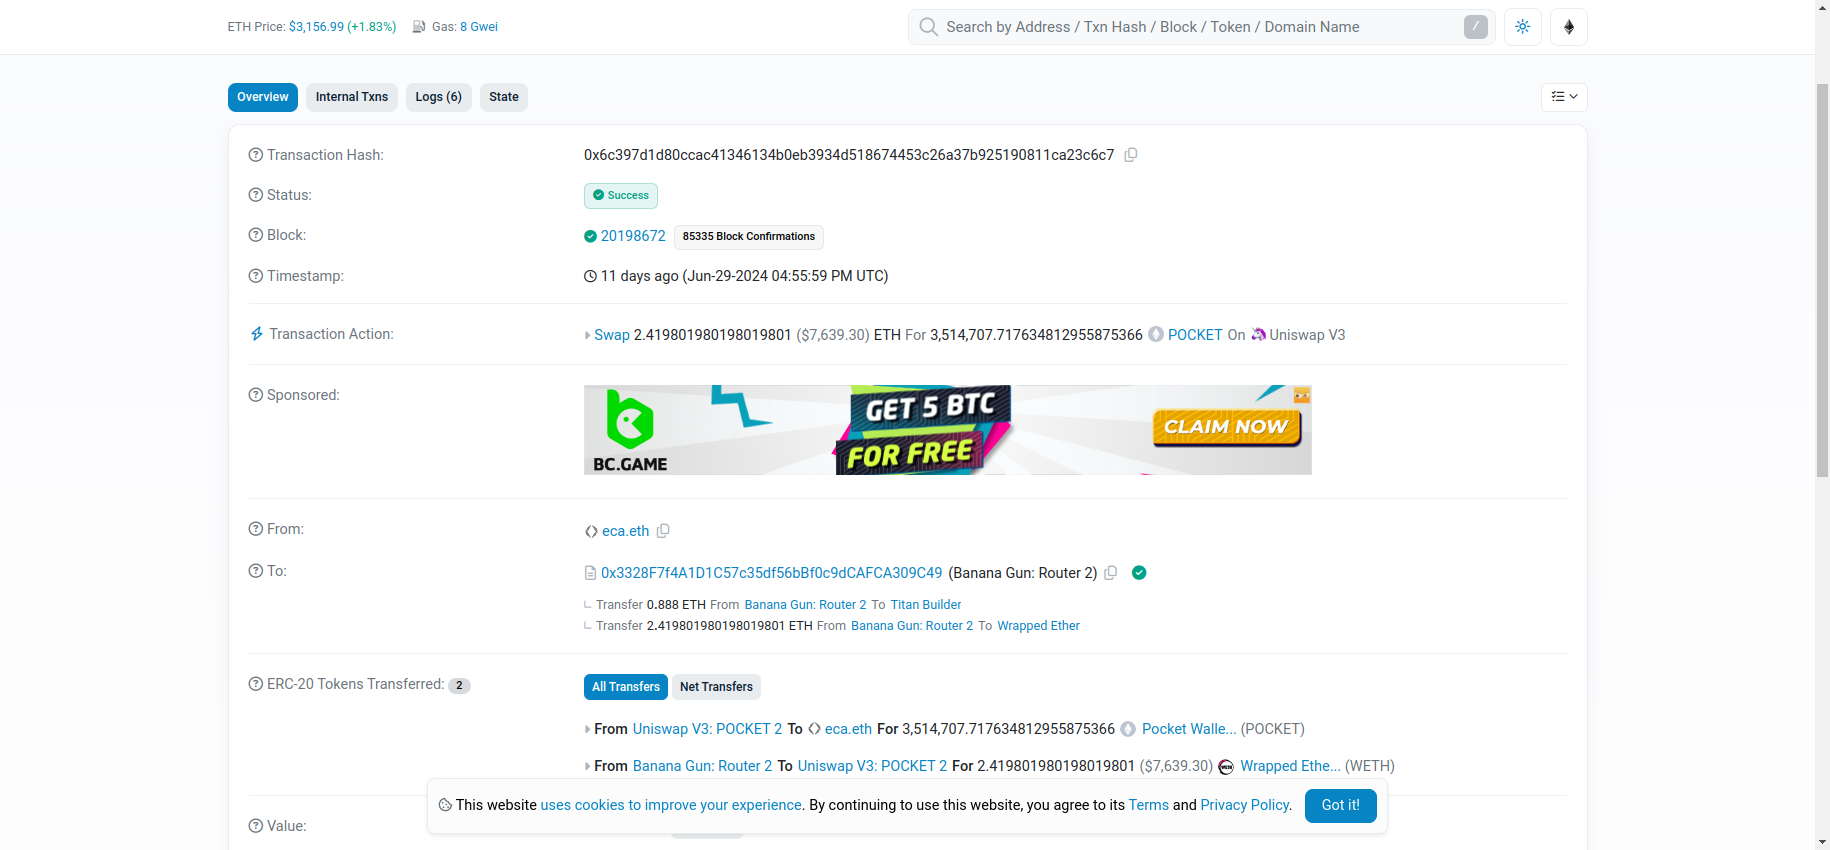 ETH Price: $3,156.99 (+1.83%) Gas: 8 Gwei
Search by Address / Txn Hash / Block / Token / Domain Name /
Overview Internal Txns Logs (6) State
Transaction Hash: 0x6c397d1d80ccac41346134b0eb3934d518674453c26a37b925190811ca23c6c7
Status: Success
Block: 20198672 85335 Block Confirmations
Timestamp: 11 days ago (Jun-29-2024 04:55:59 PM UTC)
Transaction Action: Swap 2.419801980198019801 ($7,639.30) ETH For 3,514,707.717634812955875366 POCKET On Uniswap V3
Sponsored:
BC.GAME
GET 5 BTC
FOR FREE
CLAIM NOW
From: eca.eth
To: 0x3328F7f4A1D1C57c35df56bBf0c9dCAFCA309C49 (Banana Gun: Router 2)
Transfer 0.888 ETH From Banana Gun: Router 2 To Titan Builder
Transfer 2.419801980198019801 ETH From Banana Gun: Router 2 To Wrapped Ether
ERC-20 Tokens Transferred: 2 All Transfers Net Transfers
From Uniswap V3: POCKET 2 To eca.eth For 3,514,707.717634812955875366 Pocket Walle... (POCKET)
From Banana Gun: Router 2 To Uniswap V3: POCKET 2 For 2.419801980198019801 ($7,639.30) Wrapped Ethe... (WETH)
This website uses cookies to improve your experience. By continuing to use this website, you agree to its Terms and Privacy Policy. Got it!
Value: